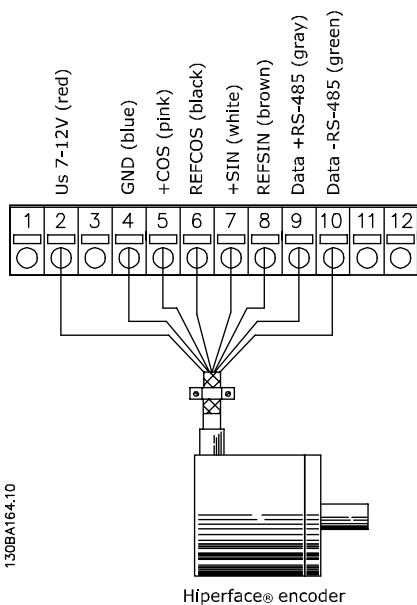 Us 7-12V (red)
GND (blue)
+COS (pink)
REFCOS (black)
+SIN (white)
REFSIN (brown)
Data +RS-485 (gray)
Data -RS-485 (green)
1 2 3 4 5 6 7 8 9 10 11 12
130BA164.10
Hiperface® encoder